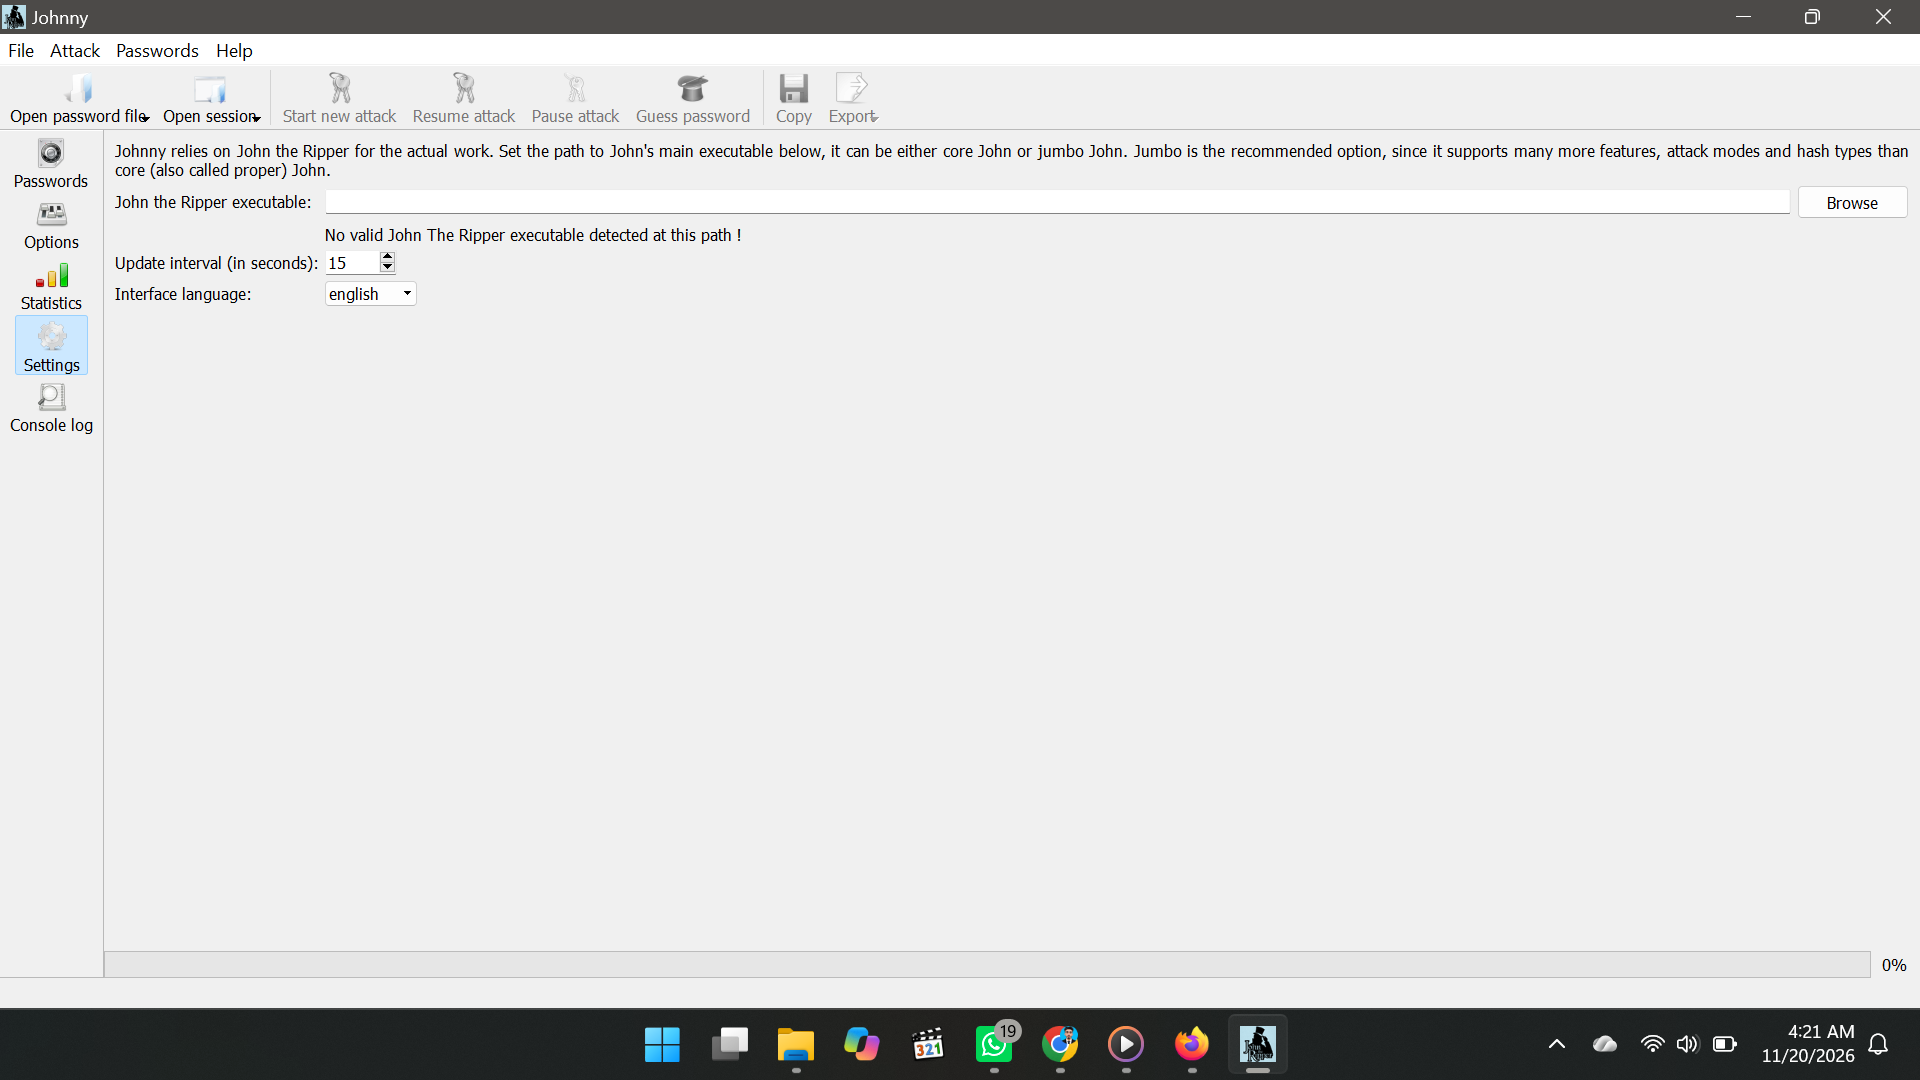 Johnny
File Attack Passwords Help
Open password file Open session Start new attack Resume attack Pause attack Guess password Copy Export
Passwords
Options
Statistics
Settings
Console log
Johnny relies on John the Ripper for the actual work. Set the path to John's main executable below, it can be either core John or jumbo John. Jumbo is the recommended option, since it supports many more features, attack modes and hash types than
core (also called proper) John.
John the Ripper executable: Browse
No valid John The Ripper executable detected at this path !
Update interval (in seconds): 15
Interface language: english
0%
321
19
4:21 AM
11/20/2026